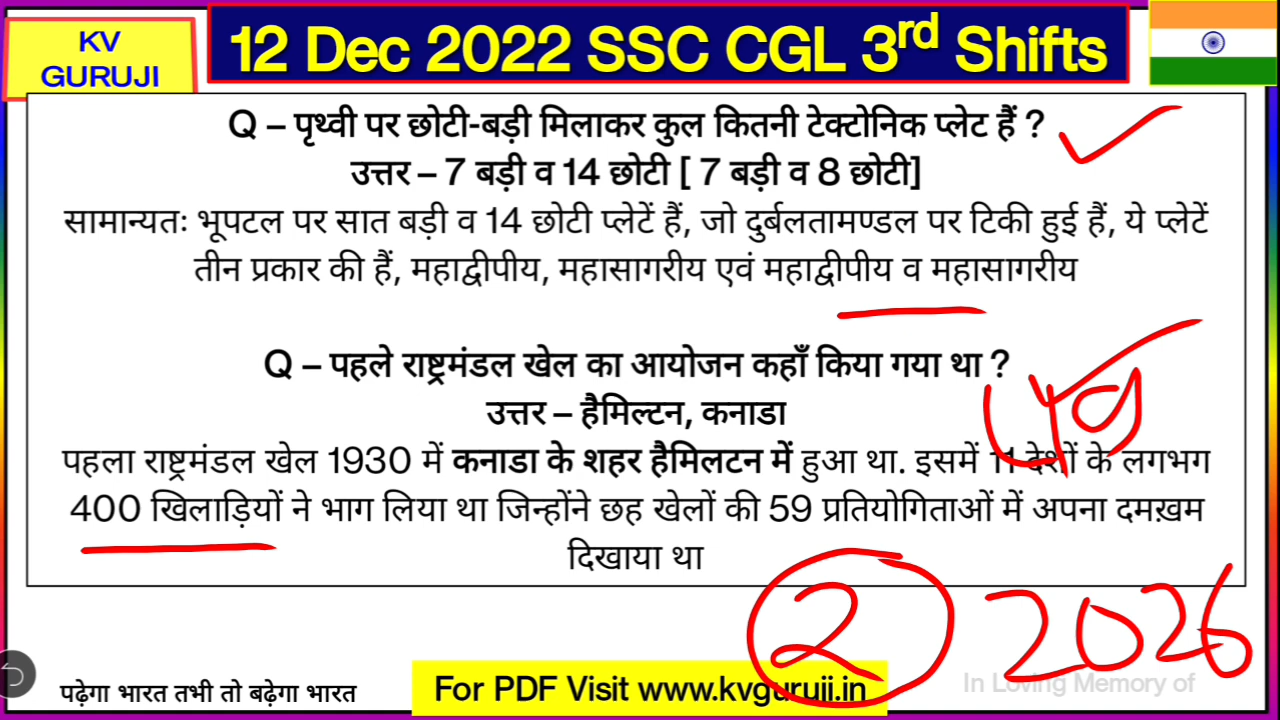 KV
GURUJI
12 Dec 2022 SSC CGL 3rd Shifts
Q – पृथ्वी पर छोटी-बड़ी मिलाकर कुल कितनी टेक्टोनिक प्लेट हैं ?
उत्तर – 7 बड़ी व 14 छोटी [ 7 बड़ी व 8 छोटी]
सामान्यतः भूपटल पर सात बड़ी व 14 छोटी प्लेटें हैं, जो दुर्बलतामण्डल पर टिकी हुई हैं, ये प्लेटें
तीन प्रकार की हैं, महाद्वीपीय, महासागरीय एवं महाद्वीपीय व महासागरीय
Q – पहले राष्ट्रमंडल खेल का आयोजन कहाँ किया गया था ?
उत्तर – हैमिल्टन, कनाडा
पहला राष्ट्रमंडल खेल 1930 में कनाडा के शहर हैमिलटन में हुआ था. इसमें 11 देशों के लगभग
400 खिलाड़ियों ने भाग लिया था जिन्होंने छह खेलों की 59 प्रतियोगिताओं में अपना दमख़म
दिखाया था
2 2026
पढ़ेगा भारत तभी तो बढ़ेगा भारत
For PDF Visit www.kvguruji.in
In Loving Memory of